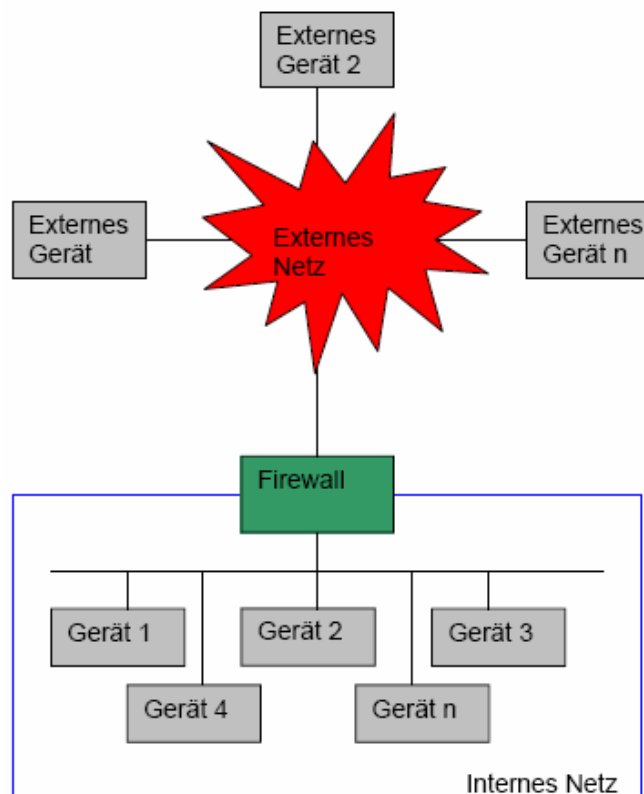 Externes
Gerät 2
Externes
Gerät
Externes
Netz
Externes
Gerät n
Firewall
Gerät 1
Gerät 2
Gerät 3
Gerät 4
Gerät n
Internes Netz